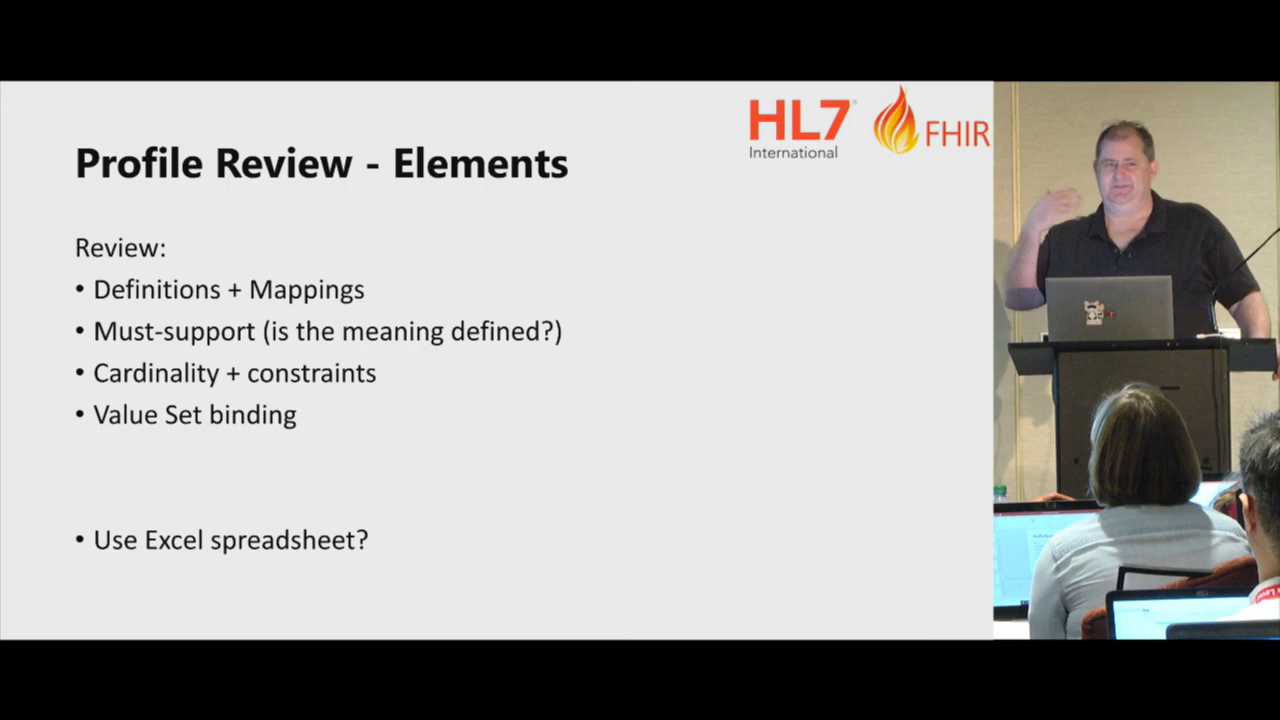 HL7
International
FHIR
Profile Review - Elements
Review:
• Definitions + Mappings
• Must-support (is the meaning defined?)
• Cardinality + constraints
• Value Set binding
• Use Excel spreadsheet?